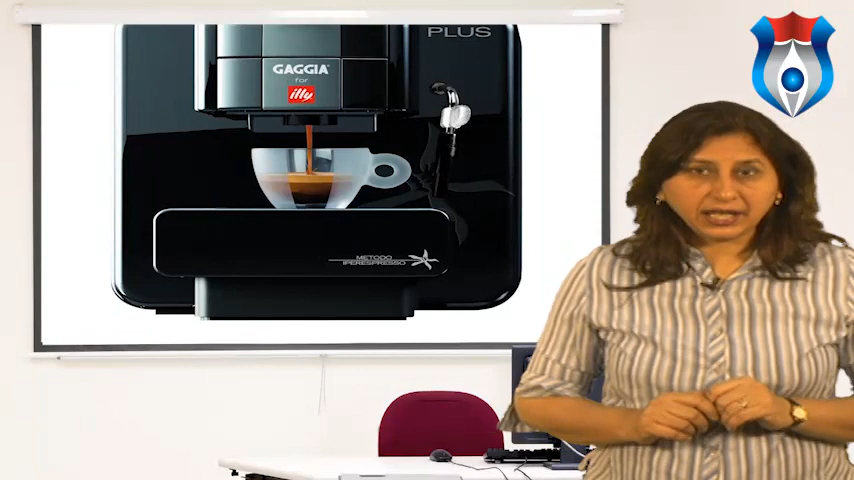 PLUS
GAGGIA
for
illy
METODO
IPERESPRESSO